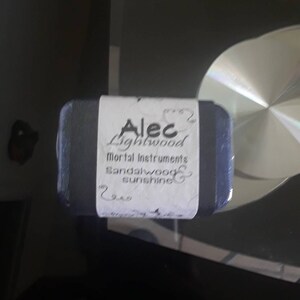 Alec
Lightwood
Mortal Instruments
Sandalwood &
sunshine